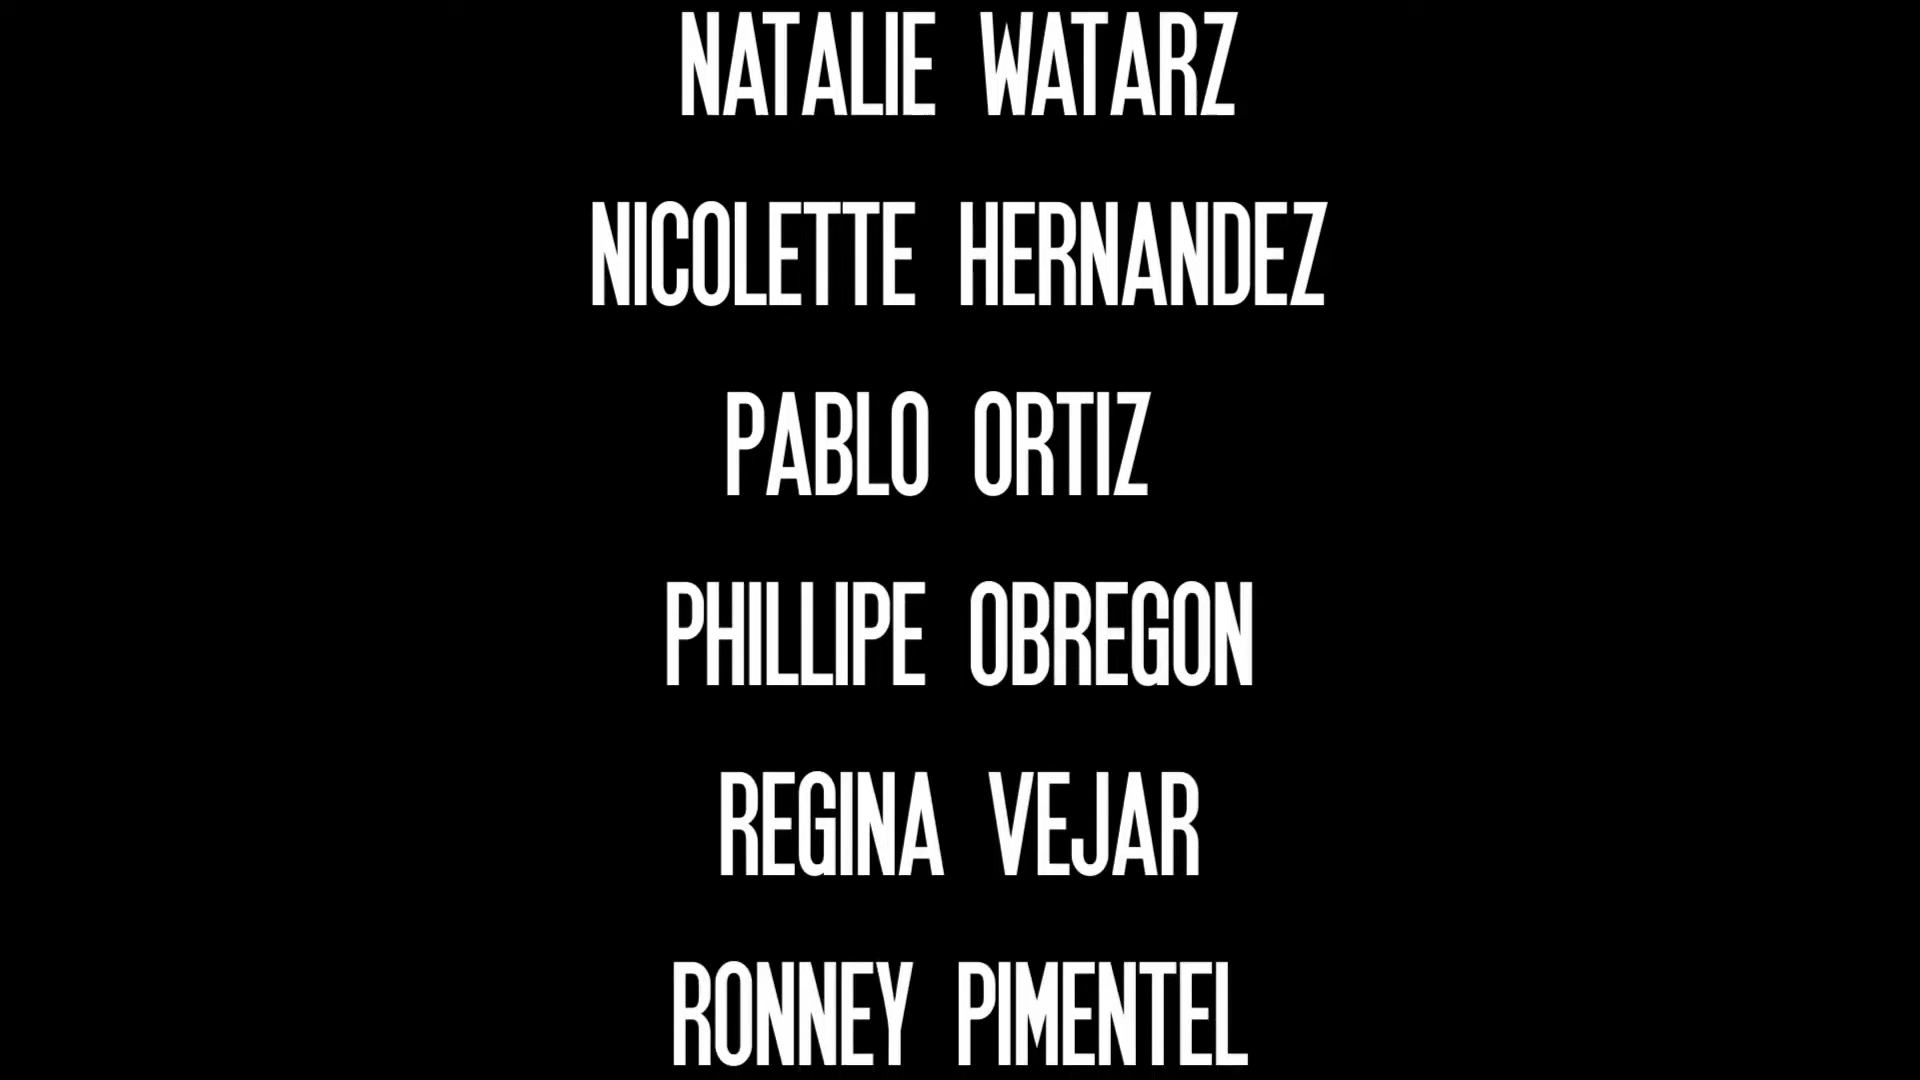 NATALIE WATARZ
NICOLETTE HERNANDEZ
PABLO ORTIZ
PHILLIPE OBREGON
REGINA VEJAR
RONNEY PIMENTEL